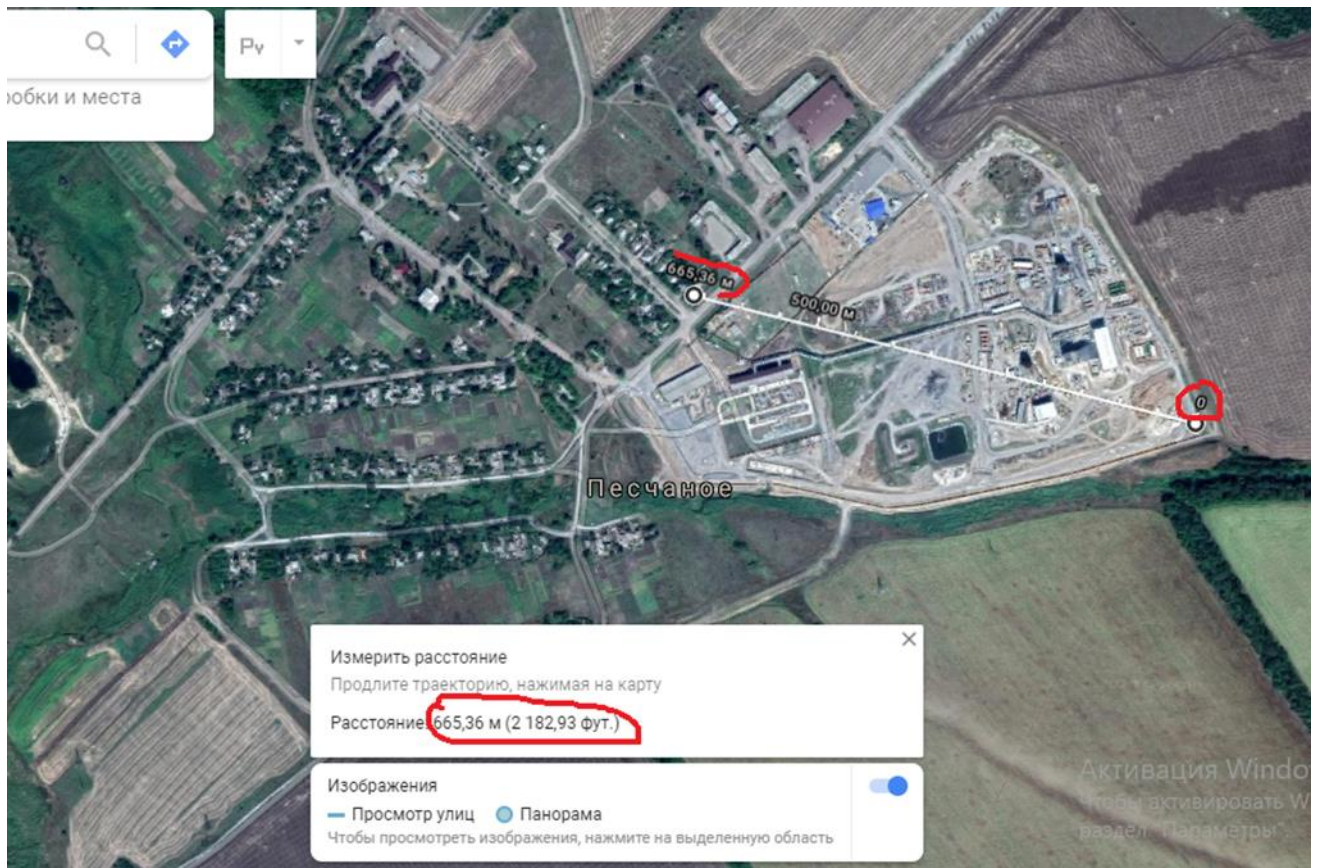 робки и места
665,36 м
500,00 м
0
Песчаное
Измерить расстояние
Продлите траекторию, нажимая на карту
Расстояние: 665,36 м (2 182,93 фут.)
Изображения
Просмотр улиц Панорама
Чтобы просмотреть изображения, нажмите на выделенную область
Активация Windo
Чтобы активировать W
раздел "Параметры".